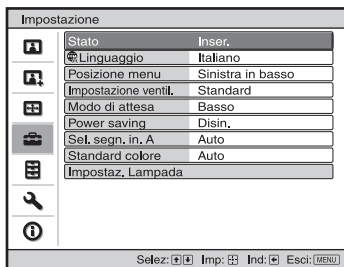 Impostazione
Stato Inser.
Linguaggio Italiano
Posizione menu Sinistra in basso
Impostazione ventil. Standard
Modo di attesa Basso
Power saving Disin.
Sel. segn. in. A Auto
Standard colore Auto
Impostaz. Lampada
Selez: Imp: Ind: Esci: MENU